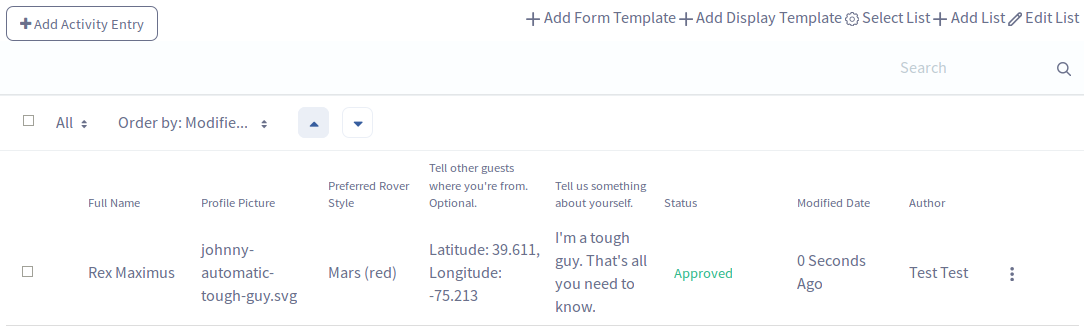 Add Activity Entry
Add Form Template Add Display Template Select List Add List Edit List
Search
All Order by: Modifie...
Full Name
Profile Picture
Preferred Rover
Style
Tell other guests
where you're from.
Optional.
Tell us something
about yourself.
Status
Modified Date
Author
Rex Maximus
johnny-
automatic-
tough-guy.svg
Mars (red)
Latitude: 39.611,
Longitude:
-75.213
I'm a tough
guy. That's all
you need to
know.
Approved
0 Seconds
Ago
Test Test